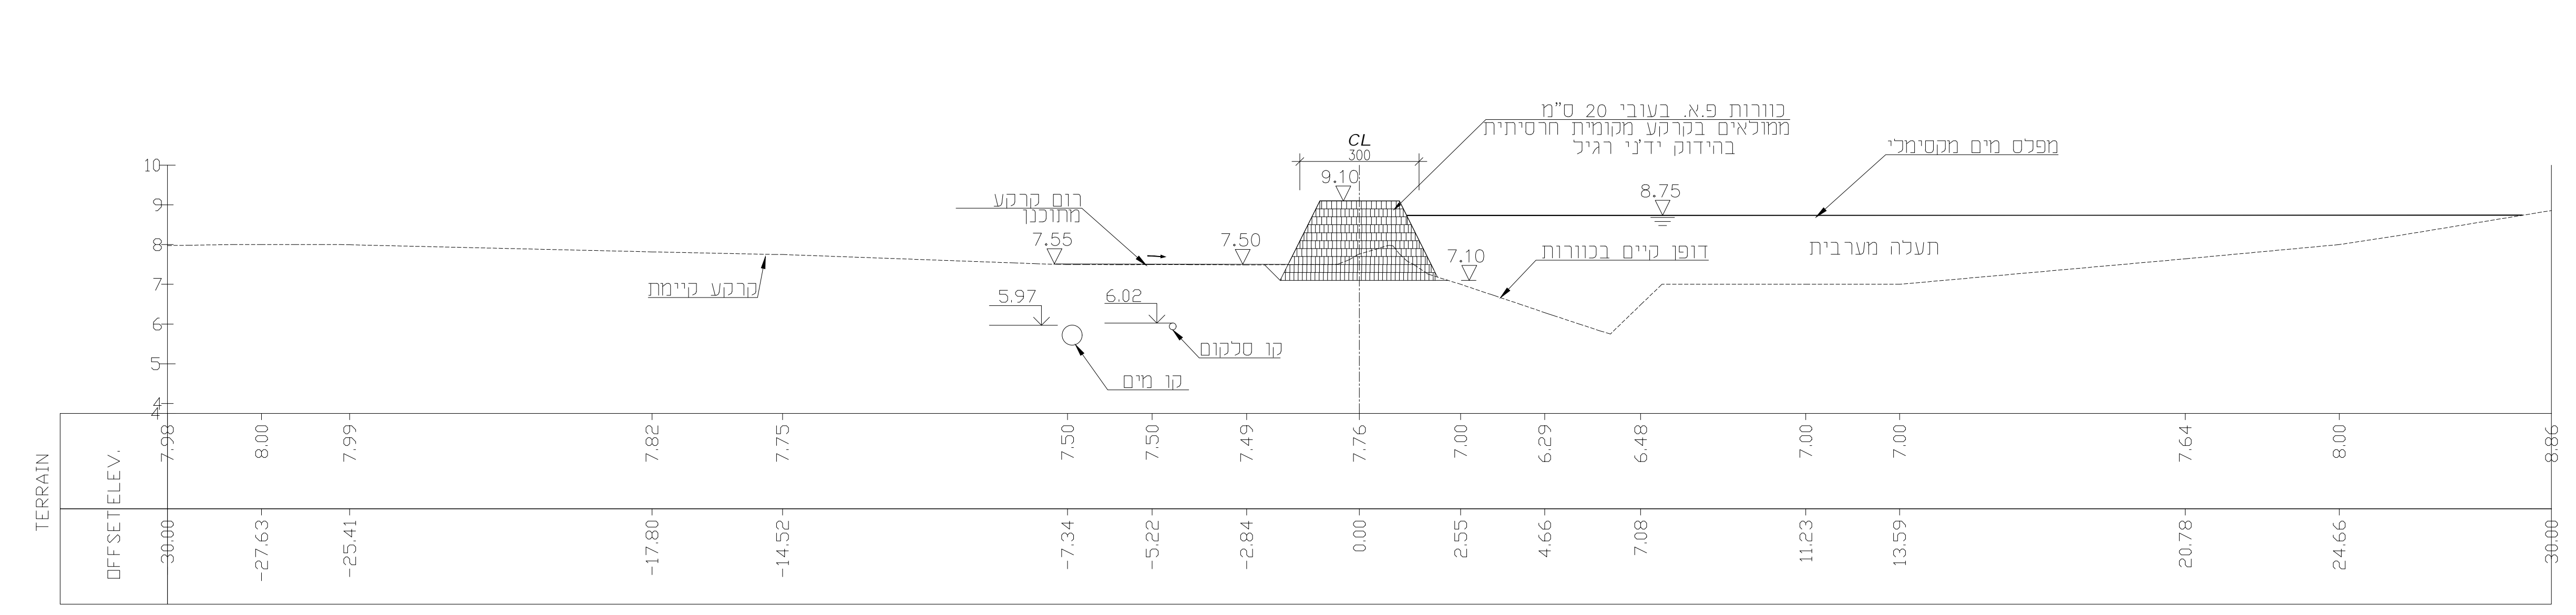 כוורות פ.א. בעובי 20 ס"מ
ממולאים בקרקע מקומית חרסיתית
בהידוק ידני רגיל
CL
300
9.10
מפלס מים מקסימלי
8.75
רום קרקע
מתוכנן
7.55
7.50
7.10
דופן קיים בכוורות
תעלה מערבית
קרקע קיימת
5.97
6.02
קו סלקום
קו מים
10
9
8
7
6
5
4
4
TERRAIN
ELEV.
7.98 8.00 7.99 7.82 7.75 7.50 7.50 7.49 7.76 7.00 6.29 6.48 7.00 7.00 7.64 8.00 8.86
OFFSET
30.00 -27.63 -25.41 -17.80 -14.52 -7.34 -5.22 -2.84 0.00 2.55 4.66 7.08 11.23 13.59 20.78 24.66 30.00